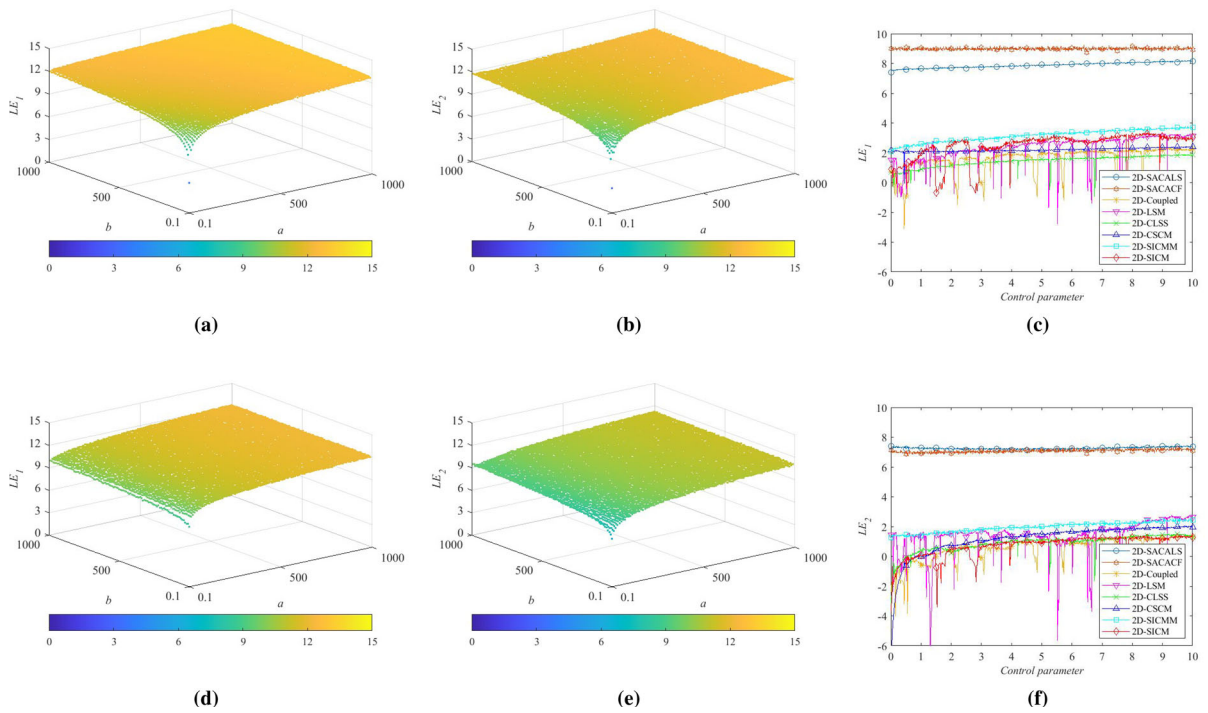 15
12
9
6
3
0
LE1
1000
500
0.1
b
0.1
500
1000
a
0 3 6 9 12 15
(a)
15
12
9
6
3
0
LE2
1000
500
0.1
b
0.1
500
1000
a
0 3 6 9 12 15
(b)
10
8
6
4
2
0
-2
-4
-6
LE1
2D-SACALS
2D-SACACF
2D-Coupled
2D-LSM
2D-CLSS
2D-CSCM
2D-SICMM
2D-SICM
0 1 2 3 4 5 6 7 8 9 10
Control parameter
(c)
15
12
9
6
3
0
LE1
1000
500
0.1
b
0.1
500
1000
a
0 3 6 9 12 15
(d)
15
12
9
6
3
0
LE2
1000
500
0.1
b
0.1
500
1000
a
0 3 6 9 12 15
(e)
10
8
6
4
2
0
-2
-4
-6
LE2
2D-SACALS
2D-SACACF
2D-Coupled
2D-LSM
2D-CLSS
2D-CSCM
2D-SICMM
2D-SICM
0 1 2 3 4 5 6 7 8 9 10
Control parameter
(f)